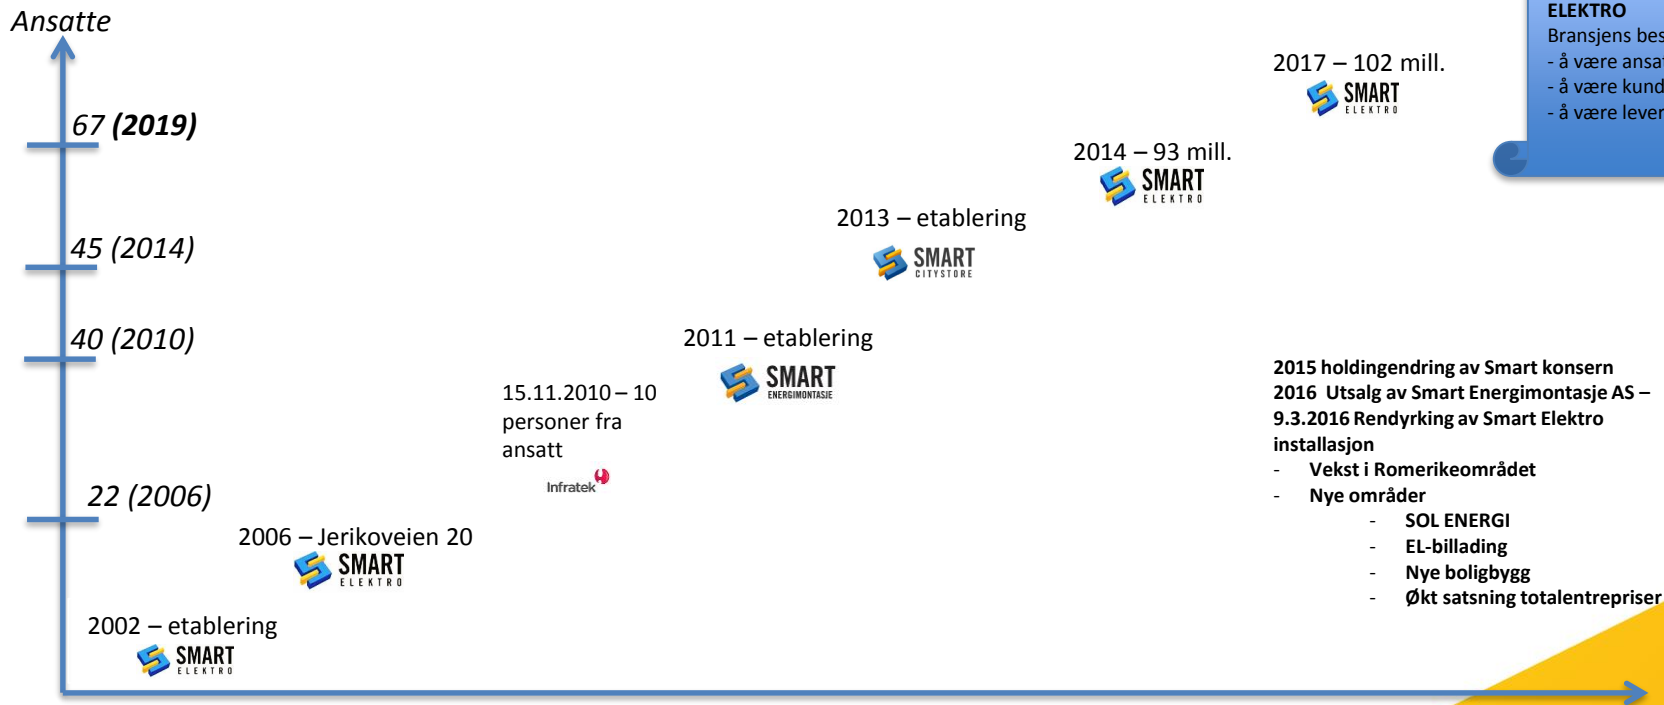 Ansatte
67 (2019)
45 (2014)
40 (2010)
22 (2006)
2002 – etablering
SMART
ELEKTRO
2006 – Jerikoveien 20
SMART
ELEKTRO
15.11.2010 – 10
personer fra
ansatt
Infratek
2011 – etablering
SMART
ENERGIMONTASJE
2013 – etablering
SMART
CITYSTORE
2014 – 93 mill.
SMART
ELEKTRO
2017 – 102 mill.
SMART
ELEKTRO
ELEKTRO
Bransjens
- å være
- å være
- å være
2015 holdingendring av Smart konsern
2016 Utsalg av Smart Energimontasje AS –
9.3.2016 Rendyrking av Smart Elektro
installasjon
- Vekst i Romerikeområdet
- Nye områder
- SOL ENERGI
- EL-billading
- Nye boligbygg
- Økt satsning totalentrepriser